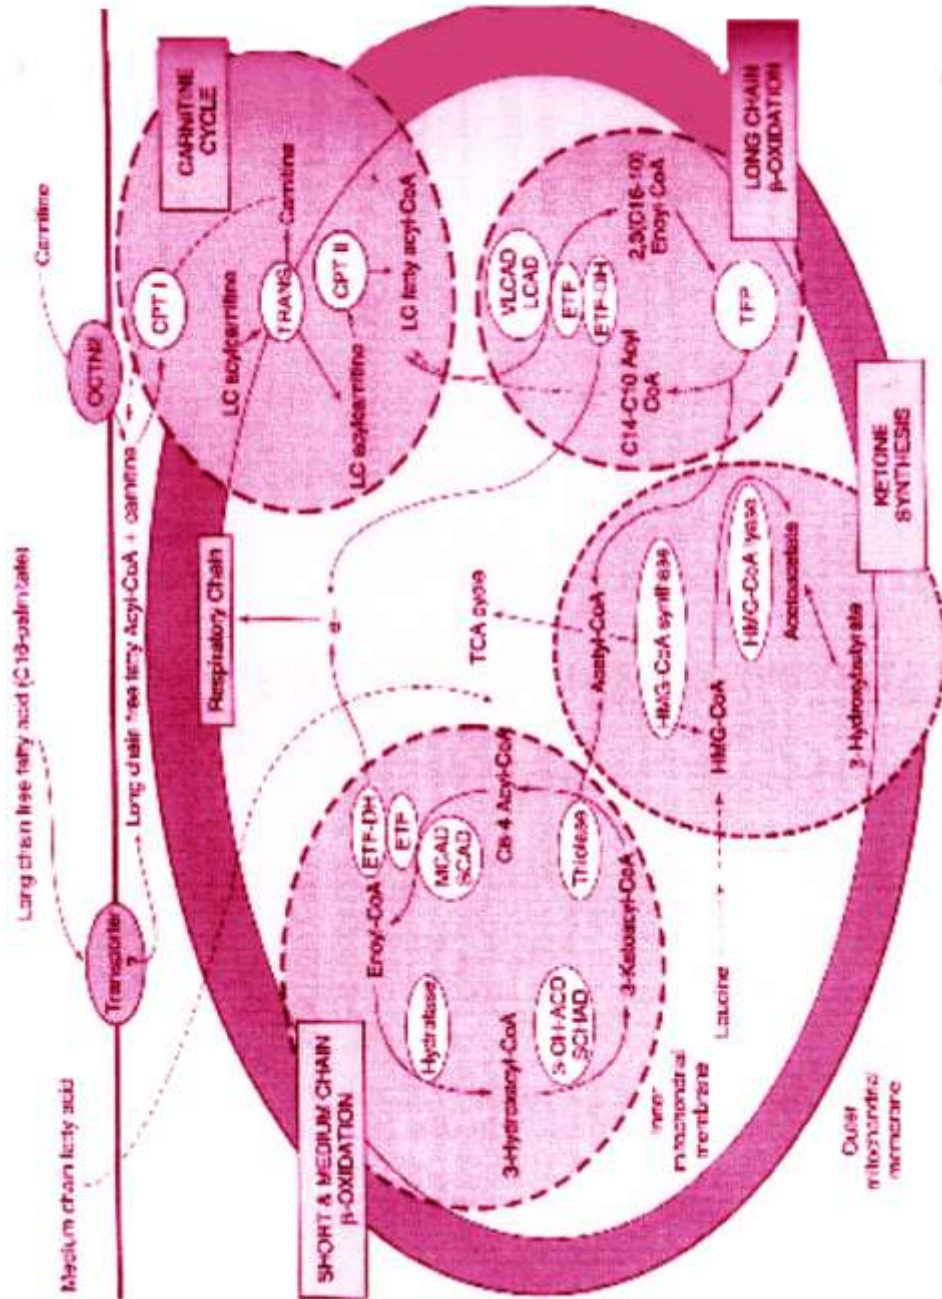 Medium chain fatty acid
Long chain free fatty acid (C16-palmitate)
Carnitine
Transporter
?
OCTN2
Long chain free fatty Acyl-CoA + carnitine
CPT I
CARNITINE
CYCLE
LC acylcarnitine
TRANS
Carnitine
CPT II
LC acylcarnitine
LC fatty acyl-CoA
Respiratory Chain
e-
SHORT & MEDIUM CHAIN
β-OXIDATION
ETF-DH
ETF
MCAD
SCAD
Enoyl-CoA
C8-4 Acyl-CoA
Hydratase
3-Hydroxyacyl-CoA
3-OH-ACD
SCHAD
3-Ketoacyl-CoA
Thiolase
TCA cycle
VLCAD
LCAD
ETF
ETF-DH
C14-C10 Acyl
CoA
2,3(C16-10)
Enoyl CoA
TFP
LONG CHAIN
β-OXIDATION
Acetyl-CoA
HMG-CoA synthase
HMG-CoA
HMG-CoA lyase
Acetoacetate
3-Hydroxybutyrate
KETONE
SYNTHESIS
Leucine
Inner
mitochondrial
membrane
Outer
mitochondrial
membrane